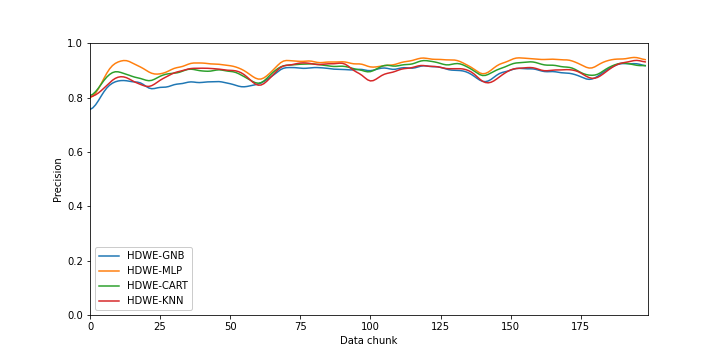 1.0
0.8
0.6
0.4
0.2
0.0
Precision
HDWE-GNB
HDWE-MLP
HDWE-CART
HDWE-KNN
0 25 50 75 100 125 150 175
Data chunk